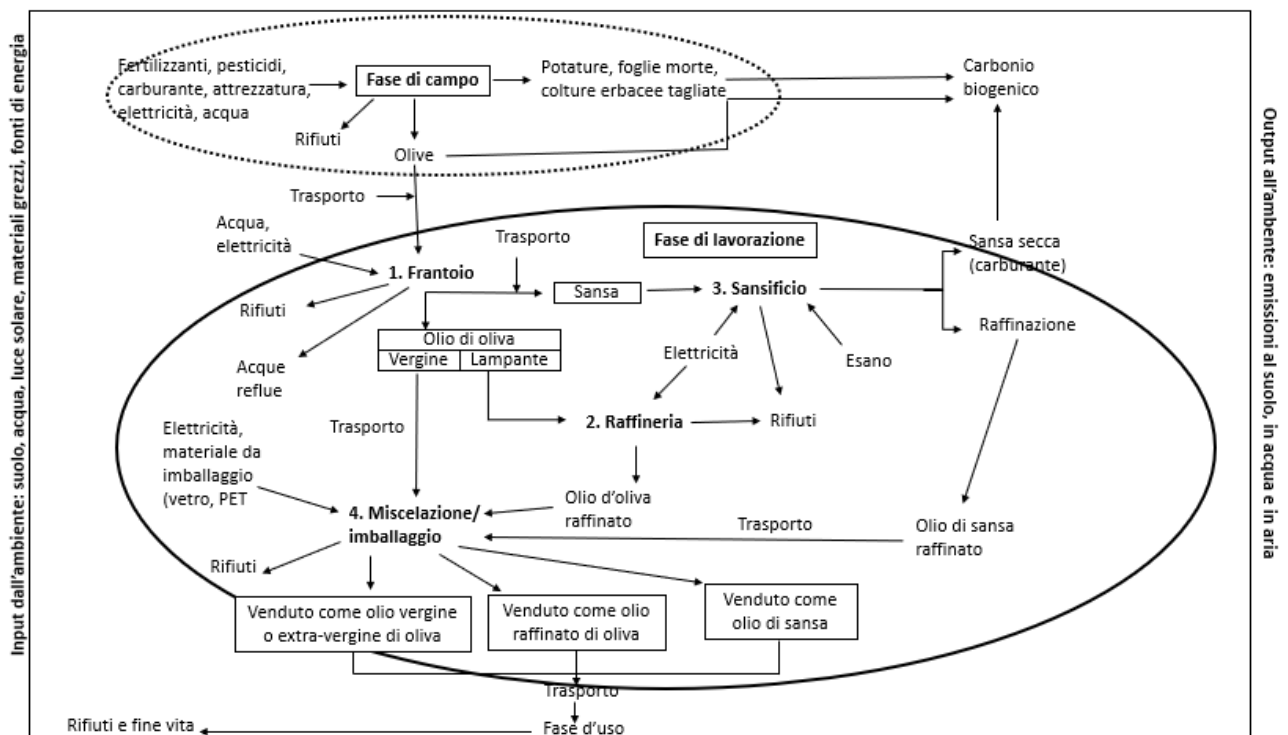 Input dall'ambiente: suolo, acqua, luce solare, materiali grezzi, fonti di energia
Fertilizzanti, pesticidi,
carburante, attrezzatura,
elettricità, acqua
Fase di campo
Potature, foglie morte,
colture erbacee tagliate
Carbonio
biogenico
Rifiuti
Olive
Trasporto
Acqua,
elettricità
Trasporto
Fase di lavorazione
Sansa secca
(carburante)
1. Frantoio
Sansa
3. Sansificio
Rifiuti
Raffinazione
Olio di oliva
Vergine
Lampante
Elettricità
Esano
Acque
reflue
Trasporto
2. Raffineria
Rifiuti
Elettricità,
materiale da
imballaggio
(vetro, PET
4. Miscelazione/
imballaggio
Olio d'oliva
raffinato
Trasporto
Olio di sansa
raffinato
Rifiuti
Venduto come olio vergine
o extra-vergine di oliva
Venduto come olio
raffinato di oliva
Venduto come
olio di sansa
Trasporto
Fase d'uso
Rifiuti e fine vita
Output all'ambente: emissioni al suolo, in acqua e in aria